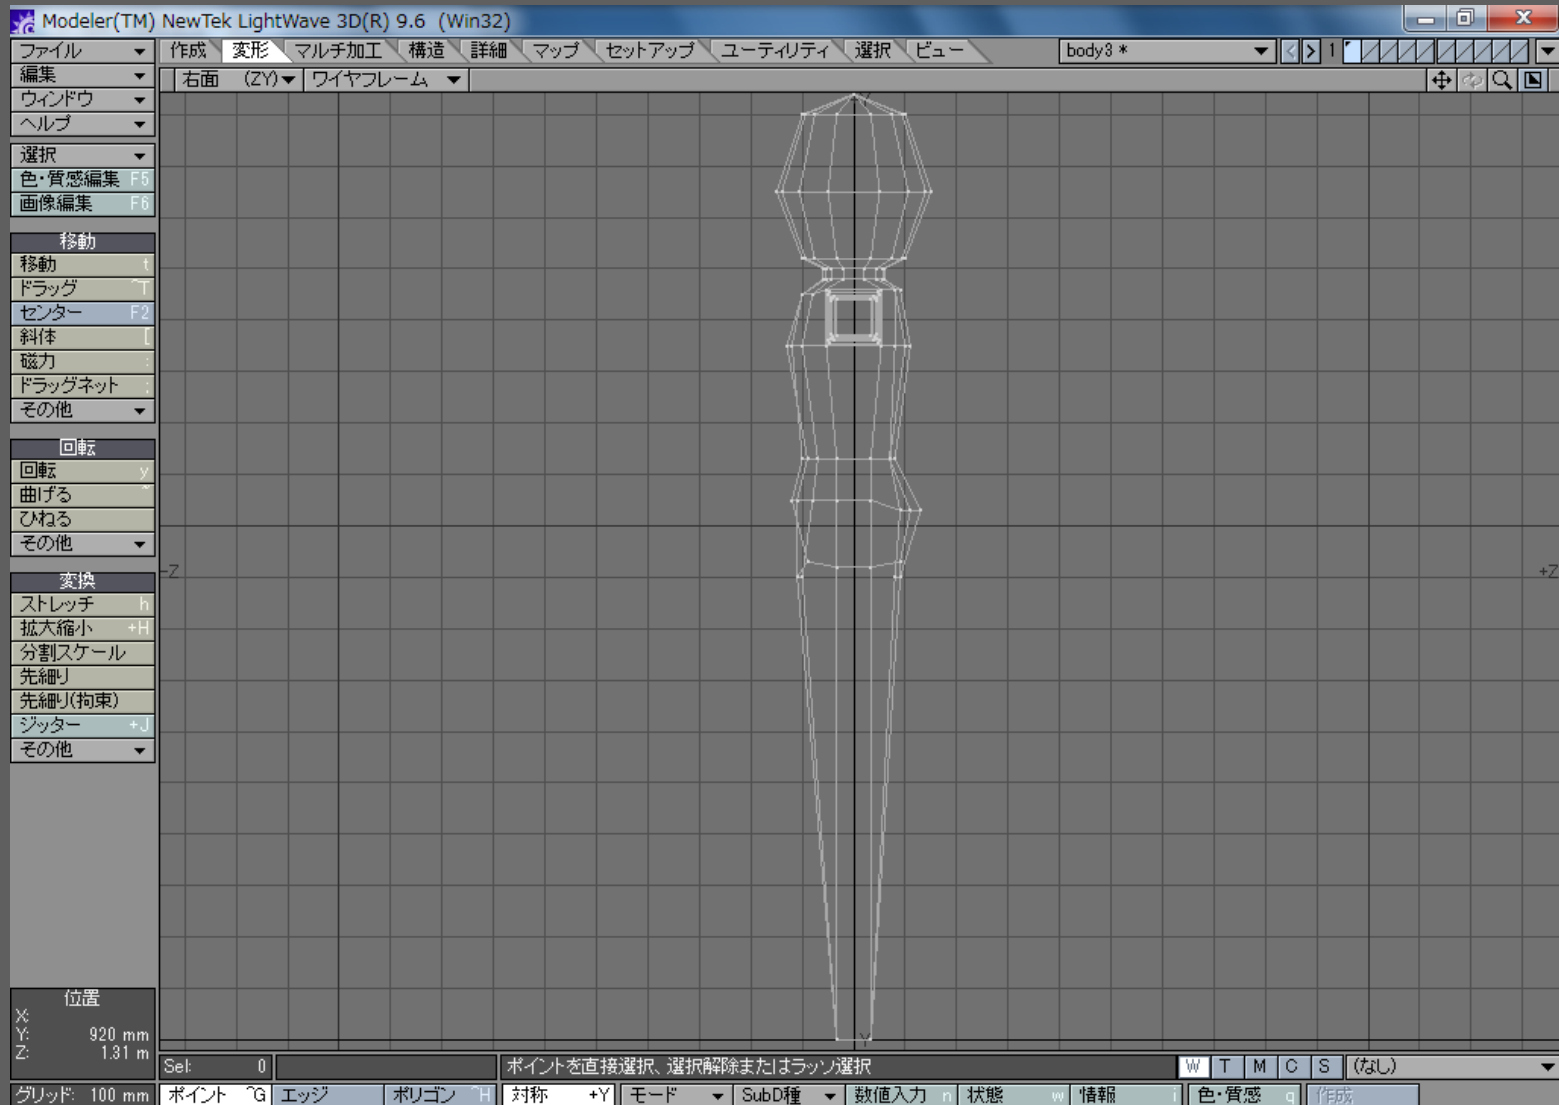 Modeler(TM) NewTek LightWave 3D(R) 9.6 (Win32)
ファイル 作成 変形 マルチ加工 構造 詳細 マップ セットアップ ユーティリティ 選択 ビュー body3 * 1
編集 右面 (ZY) ワイヤフレーム
ウィンドウ
ヘルプ
選択
色・質感編集 F5
画像編集 F6
移動
移動 t
ドラッグ ^T
センター F2
斜体 [
磁力 :
ドラッグネット ;
その他
回転
回転 y
曲げる ~
ひねる
その他
変換
ストレッチ h
拡大縮小 +H
分割スケール
先細り
先細り(拘束)
ジッター +J
その他
-Z +Z
Y
位置
X:
Y: 920 mm
Z: 1.31 m
Sel: 0 ポイントを直接選択、選択解除またはラッソ選択 W T M C S (なし)
グリッド: 100 mm ポイント ^G エッジ ポリゴン ^H 対称 +Y モード SubD種 数値入力 n 状態 w 情報 i 色・質感 q 作成